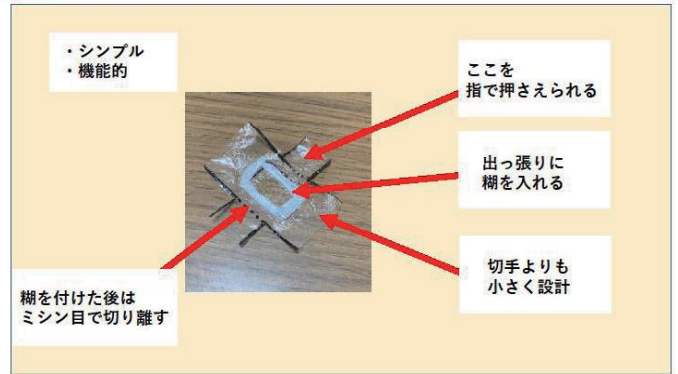 ・シンプル
・機能的
ここを
指で押さえられる
出っ張りに
糊を入れる
切手よりも
小さく設計
糊を付けた後は
ミシン目で切り離す